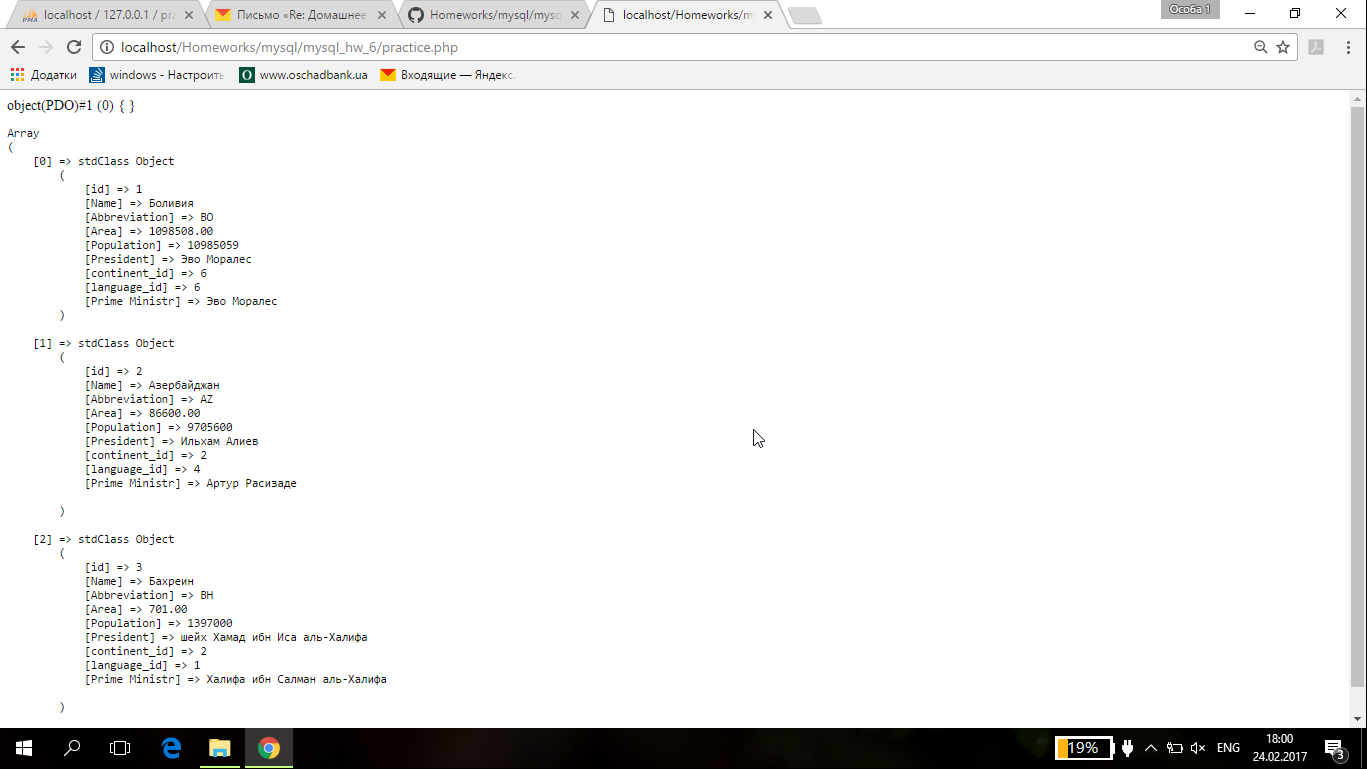 localhost / 127.0.0.1 / pra
Письмо «Re: Домашнее
Homeworks/mysql/mysq
localhost/Homeworks/m
Особа 1
localhost/Homeworks/mysql/mysql_hw_6/practice.php
Додатки
windows - Настроить
www.oschadbank.ua
Входящие — Яндекс.
object(PDO)#1 (0) { }
Array
(
[0] => stdClass Object
(
[id] => 1
[Name] => Боливия
[Abbreviation] => BO
[Area] => 1098508.00
[Population] => 10985059
[President] => Эво Моралес
[continent_id] => 6
[language_id] => 6
[Prime Ministr] => Эво Моралес
)
[1] => stdClass Object
(
[id] => 2
[Name] => Азербайджан
[Abbreviation] => AZ
[Area] => 86600.00
[Population] => 9705600
[President] => Ильхам Алиев
[continent_id] => 2
[language_id] => 4
[Prime Ministr] => Артур Расизаде
)
[2] => stdClass Object
(
[id] => 3
[Name] => Бахреин
[Abbreviation] => BH
[Area] => 701.00
[Population] => 1397000
[President] => шейх Хамад ибн Иса аль-Халифа
[continent_id] => 2
[language_id] => 1
[Prime Ministr] => Халифа ибн Салман аль-Халифа
)
19%
ENG
18:00
24.02.2017
3